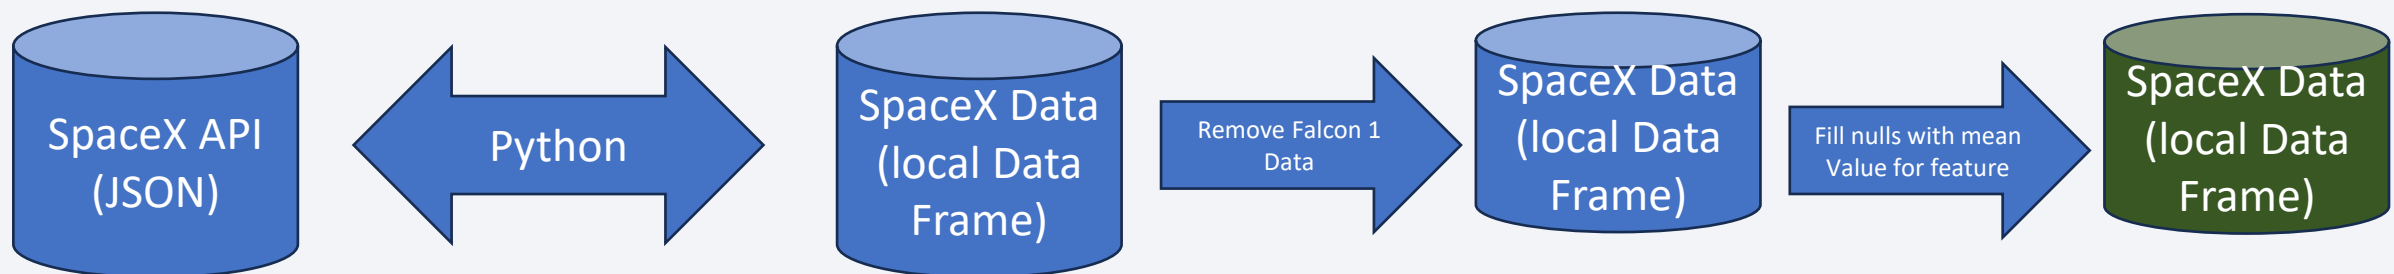 SpaceX API
(JSON)
Python
SpaceX Data
(local Data
Frame)
Remove Falcon 1
Data
SpaceX Data
(local Data
Frame)
Fill nulls with mean
Value for feature
SpaceX Data
(local Data
Frame)